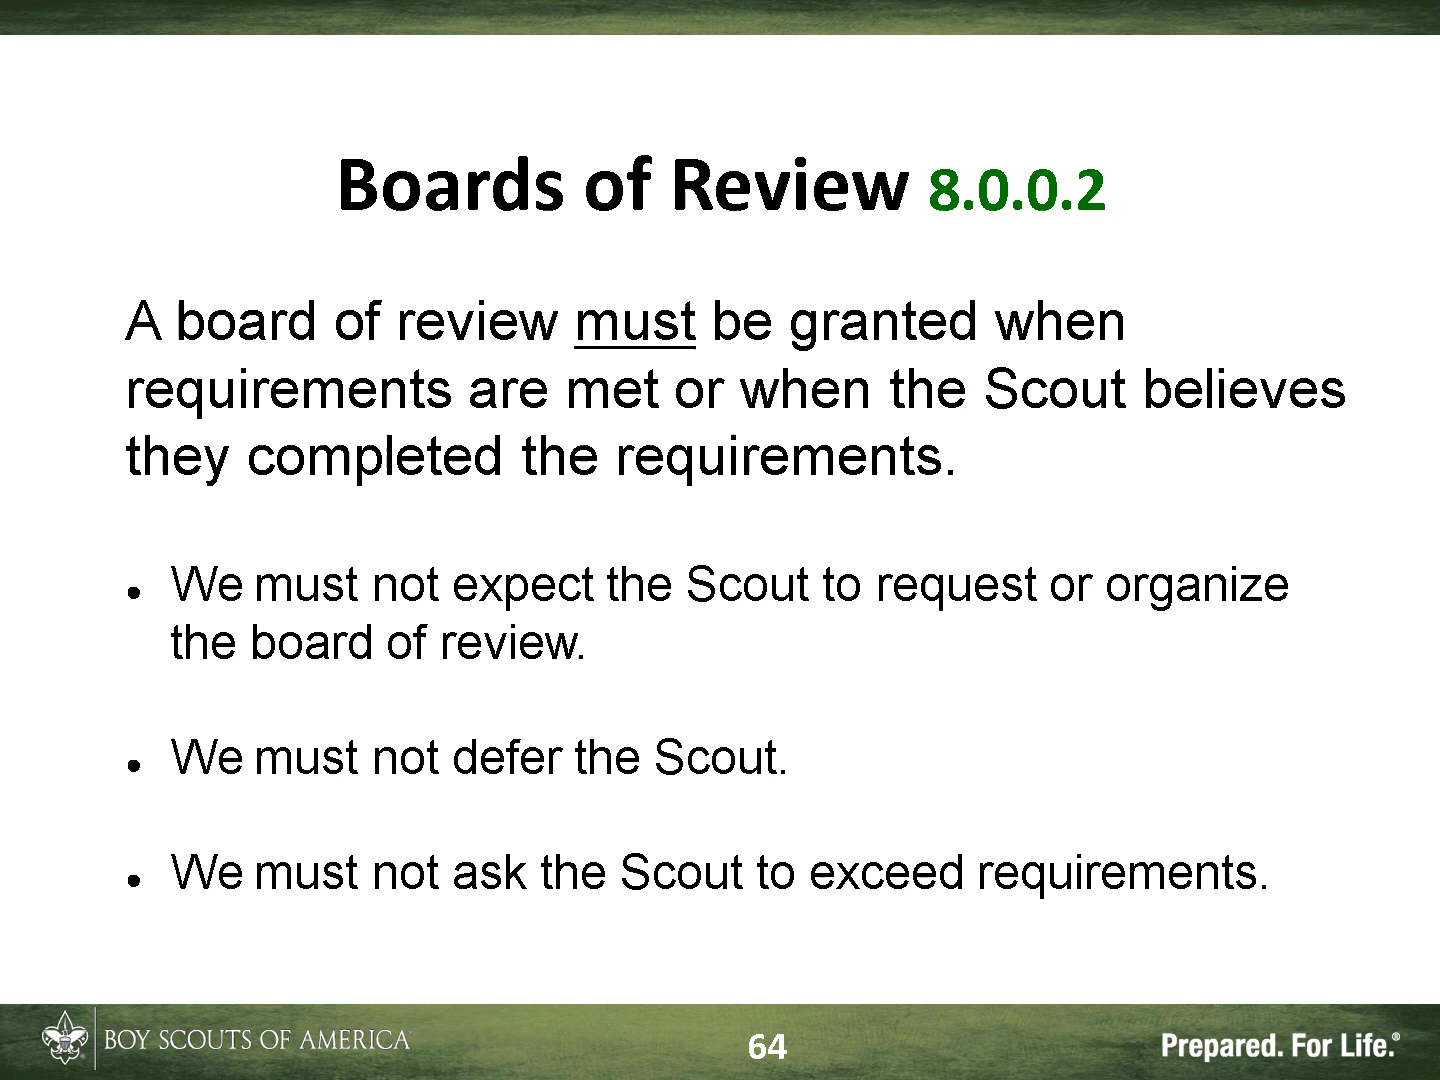 Boards of Review 8.0.0.2
A board of review must be granted when
requirements are met or when the Scout believes
they completed the requirements.
● We must not expect the Scout to request or organize
the board of review.
● We must not defer the Scout.
● We must not ask the Scout to exceed requirements.
BOY SCOUTS OF AMERICA
64
Prepared. For Life.®